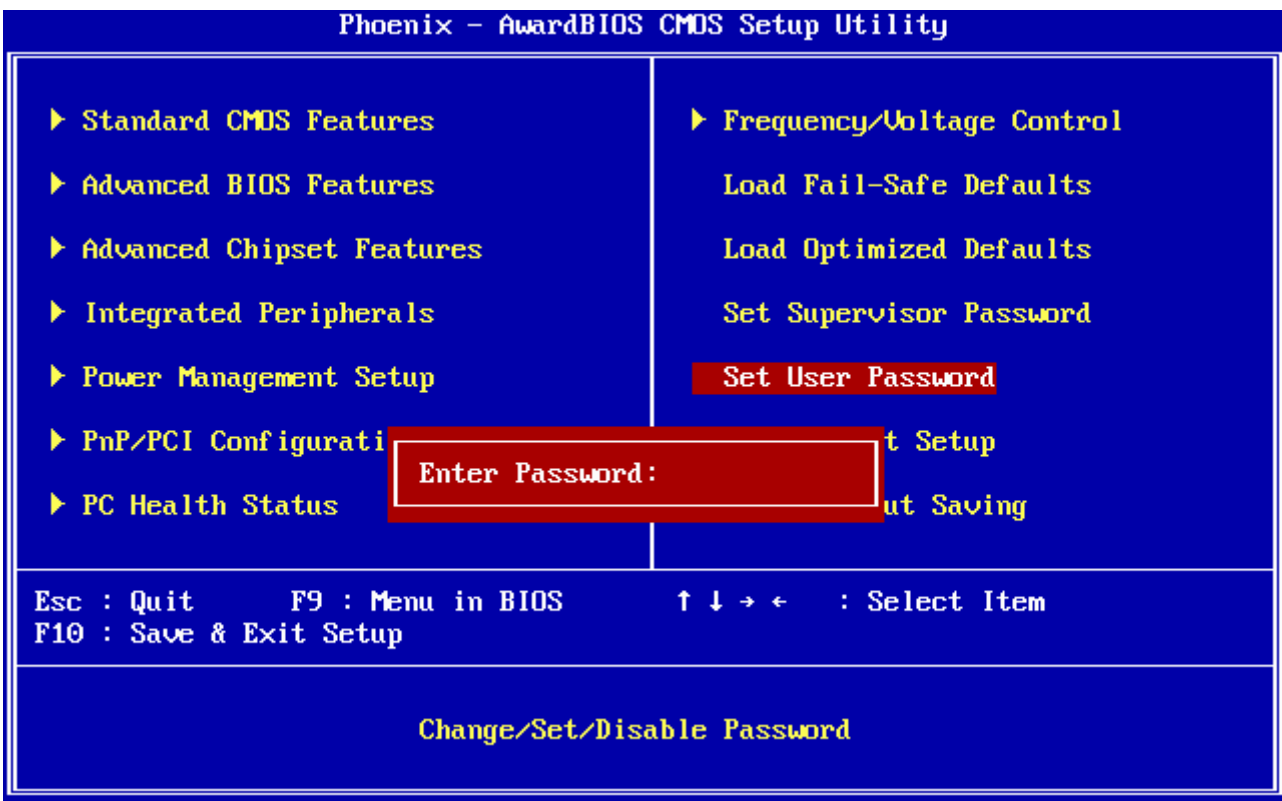 Phoenix - AwardBIOS CMOS Setup Utility
Standard CMOS Features
Advanced BIOS Features
Advanced Chipset Features
Integrated Peripherals
Power Management Setup
PnP/PCI Configurati
PC Health Status
Frequency/Voltage Control
Load Fail-Safe Defaults
Load Optimized Defaults
Set Supervisor Password
Set User Password
t Setup
ut Saving
Enter Password:
Esc : Quit F9 : Menu in BIOS ↑ ↓ → ← : Select Item
F10 : Save & Exit Setup
Change/Set/Disable Password